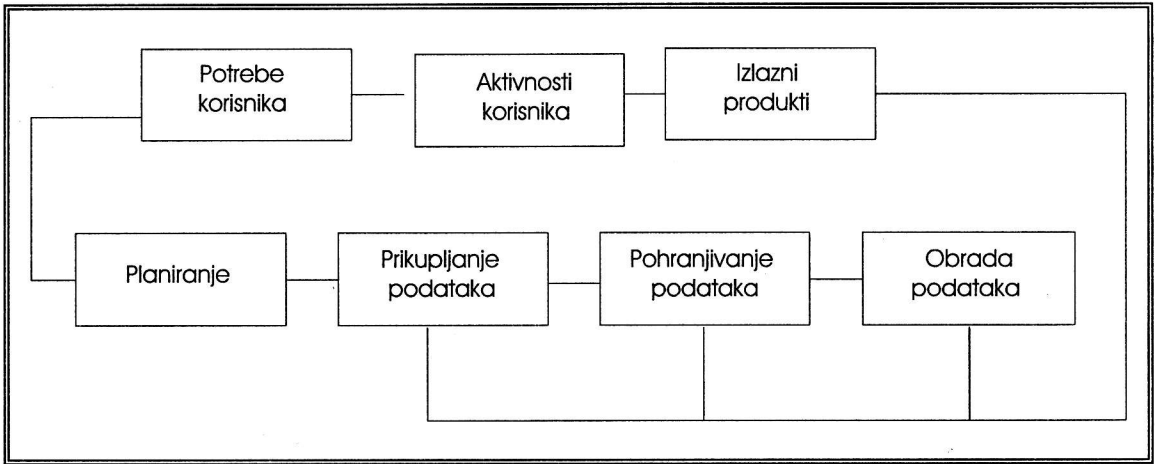 Potrebe
korisnika
Aktivnosti
korisnika
Izlazni
produkti
Planiranje
Prikupljanje
podataka
Pohranjivanje
podataka
Obrada
podataka